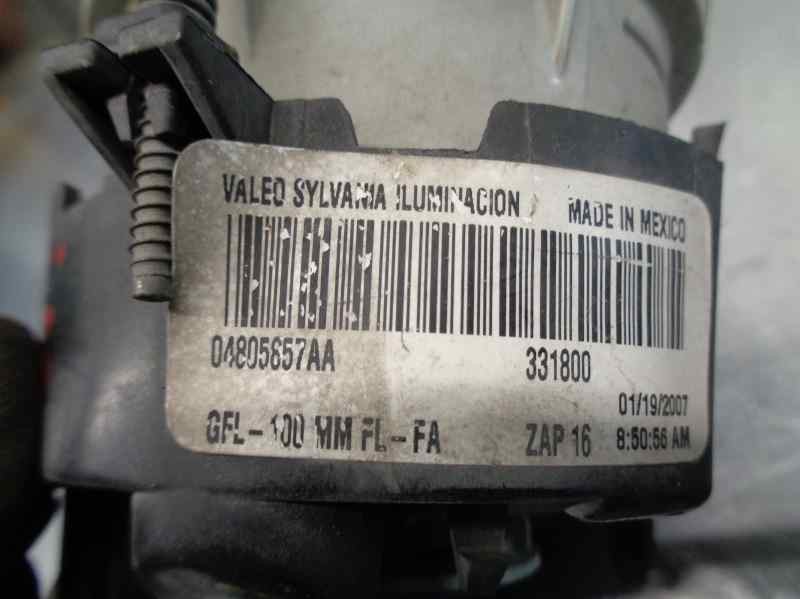 VALEO SYLVANIA ILUMINACION MADE IN MEXICO
04805857AA 331800
01/19/2007
GFL-100 MM FL-FA ZAP 16 8:50:56 AM